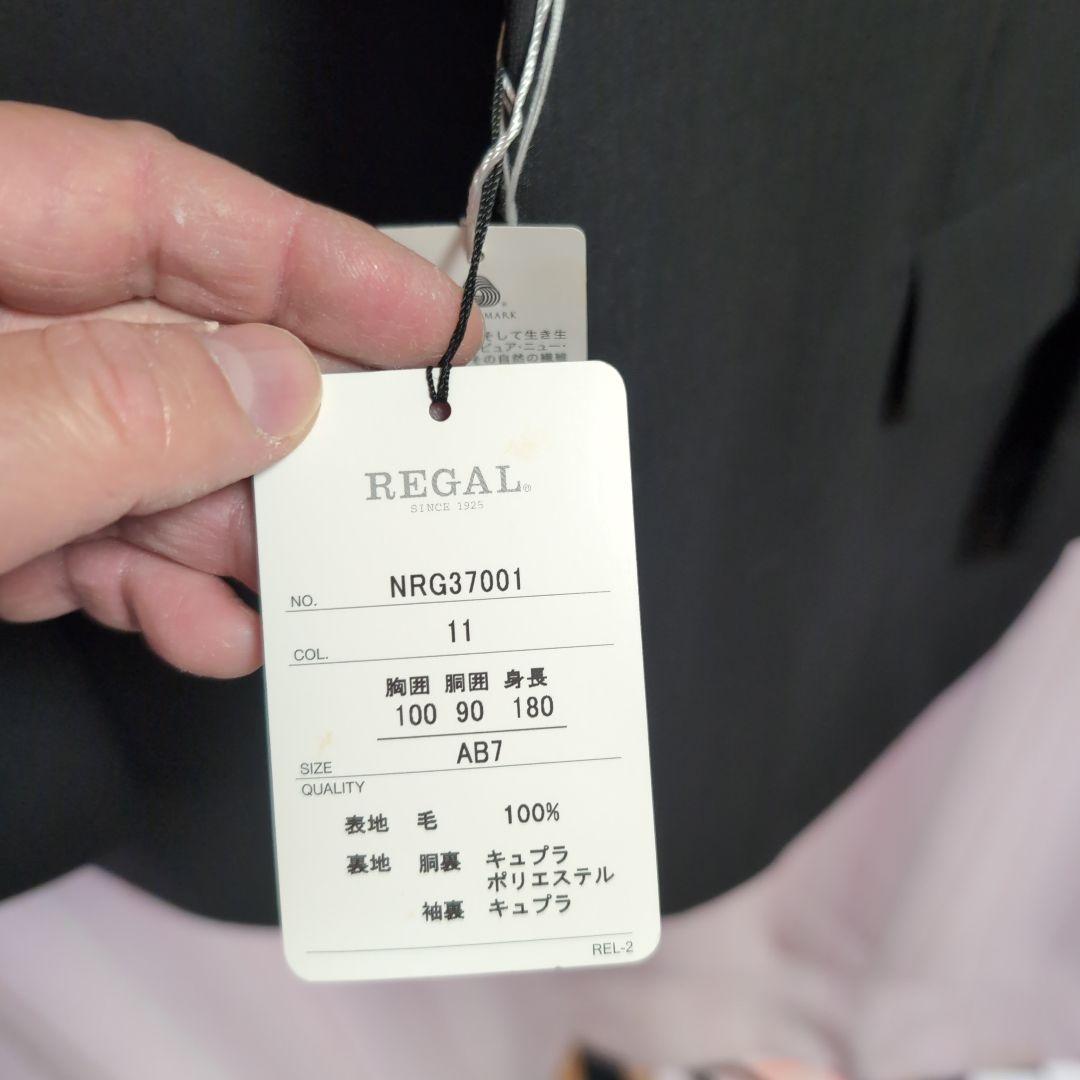 MARK
そして生き生
ピュア・ニュー・
その自然の繊維
REGAL®
SINCE 1925
NO. NRG37001
COL. 11
胸囲 胴囲 身長
100 90 180
SIZE AB7
QUALITY
表地 毛 100%
裏地 胴裏 キュプラ
ポリエステル
袖裏 キュプラ
REL-2